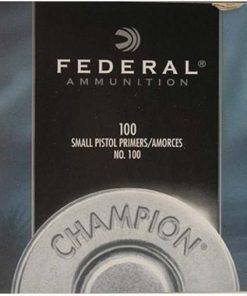 FEDERAL®
AMMUNITION
100
SMALL PISTOL PRIMERS/AMORCES
NO. 100
CHAMPION